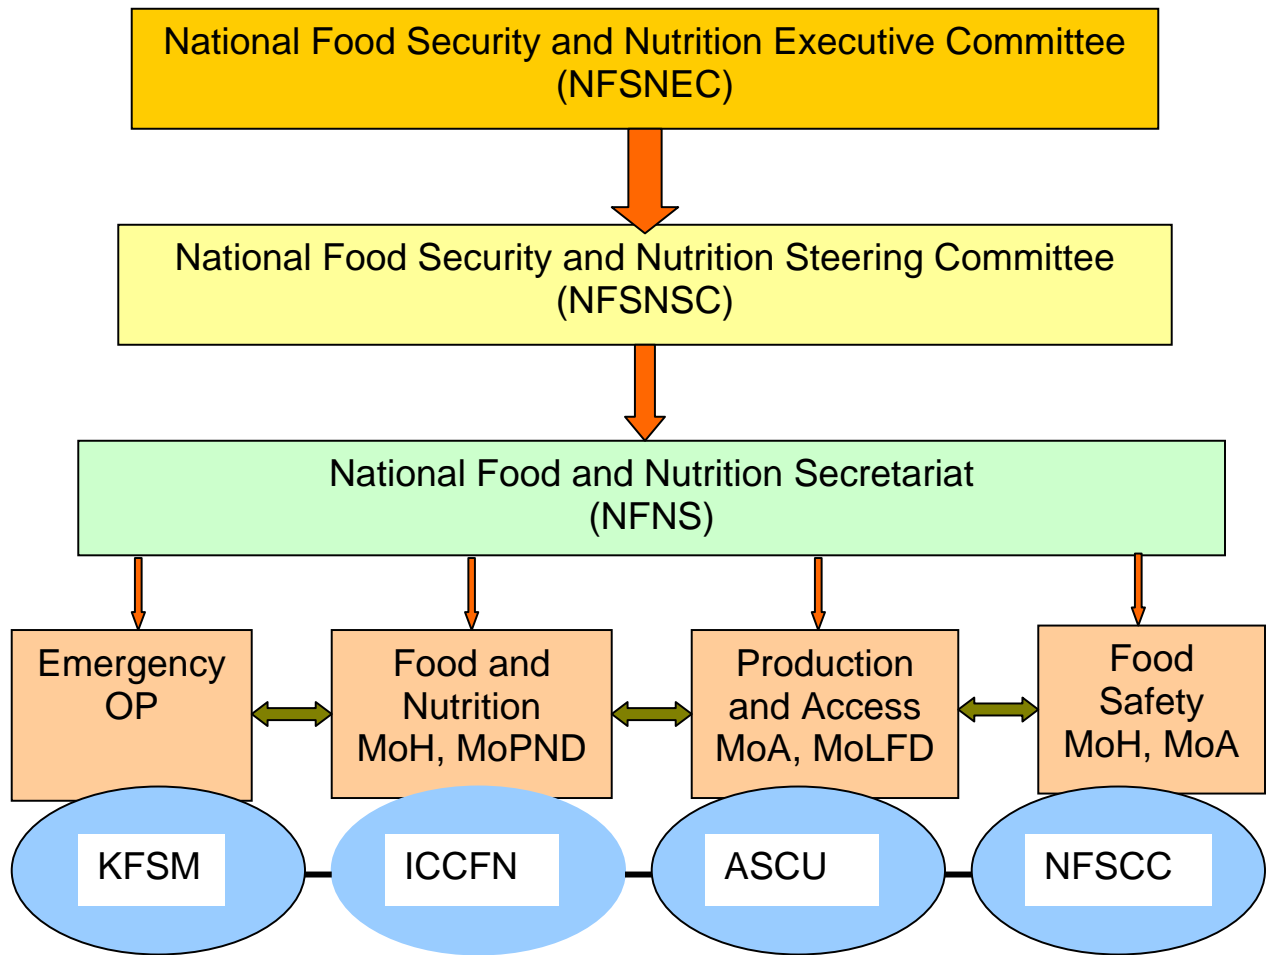 National Food Security and Nutrition Executive Committee
(NFSNEC)
National Food Security and Nutrition Steering Committee
(NFSNSC)
National Food and Nutrition Secretariat
(NFNS)
Emergency
OP
Food and
Nutrition
MoH, MoPND
Production
and Access
MoA, MoLFD
Food
Safety
MoH, MoA
KFSM
ICCFN
ASCU
NFSCC